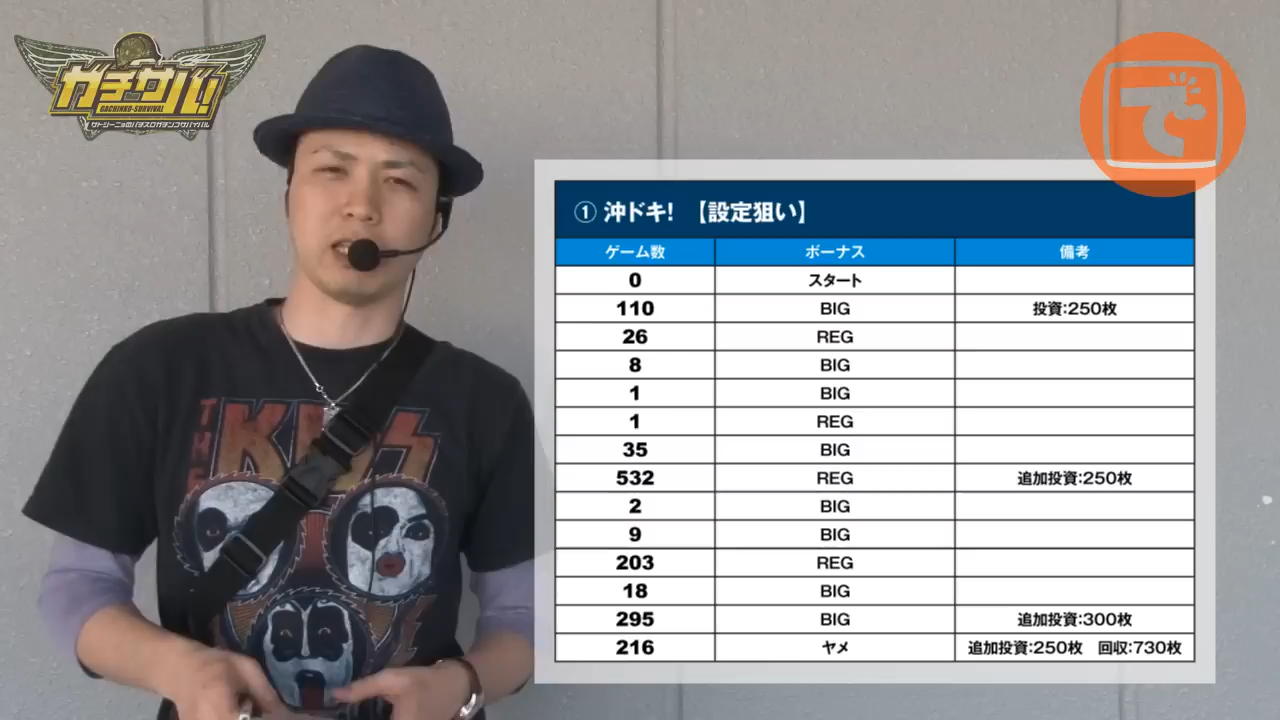 ガチサバ!
GACHINKO-SURVIVAL
で
THE
KISS
① 沖ドキ! 【設定狙い】
ゲーム数 ボーナス 備考
0 スタート
110 BIG 投資:250枚
26 REG
8 BIG
1 BIG
1 REG
35 BIG
532 REG 追加投資:250枚
2 BIG
9 BIG
203 REG
18 BIG
295 BIG 追加投資:300枚
216 ヤメ 追加投資:250枚 回収:730枚